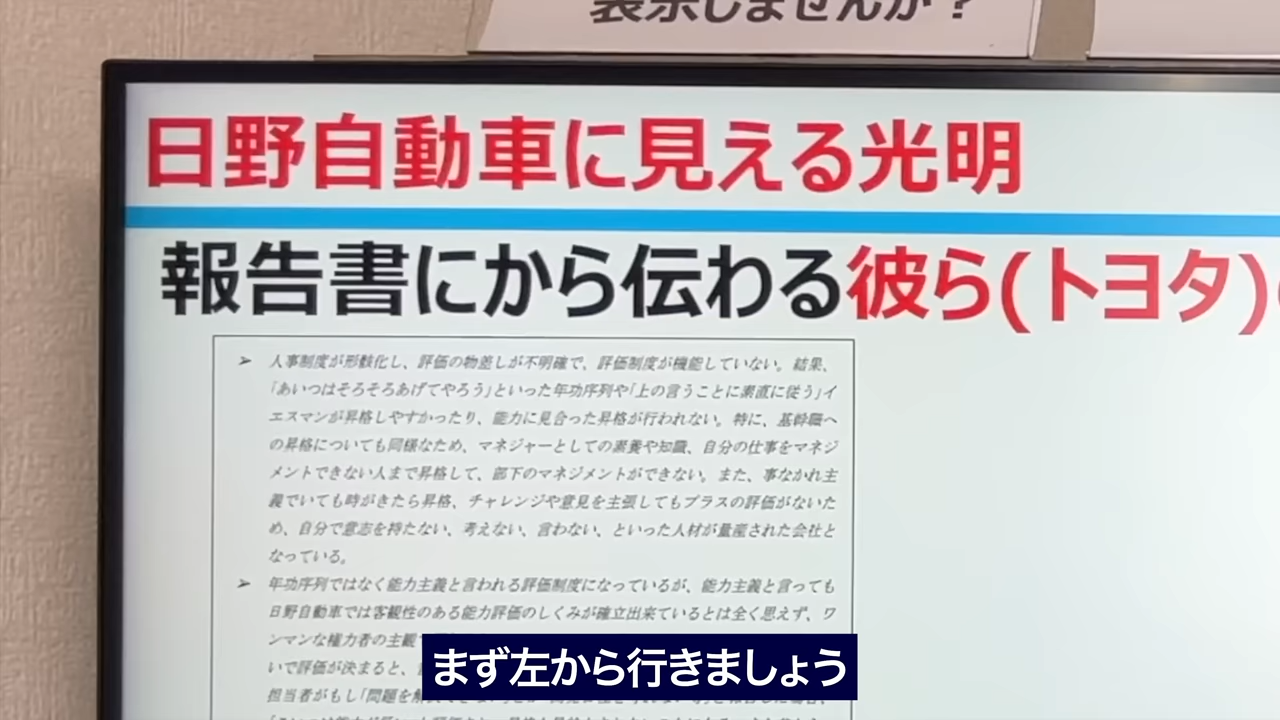 表示しませんか？
日野自動車に見える光明
報告書にから伝わる彼ら(トヨタ)
➢ 人事制度が形骸化し、評価の物差しが不明確で、評価制度が機能していない。結果、
「あいつはそろそろあげてやろう」といった年功序列や「上の言うことに素直に従う」イ
エスマンが昇格しやすかったり、能力に見合った昇格が行われない。特に、基幹職へ
の昇格についても同様なため、マネジャーとしての素養や知識、自分の仕事をマネジ
メントできない人まで昇格して、部下のマネジメントができない。また、事なかれ主
義でいても時がきたら昇格、チャレンジや意見を主張してもプラスの評価がないた
め、自分で意志を持たない、考えない、言わない、といった人材が量産された会社と
なっている。
➢ 年功序列ではなく能力主義と言われる評価制度になっているが、能力主義と言っても
日野自動車では客観性のある能力評価のしくみが確立出来ているとは全く思えず、ワ
ンマンな権力者の主観で
いで評価が決まると、
担当者がもし「問題を解
まず左から行きましょう